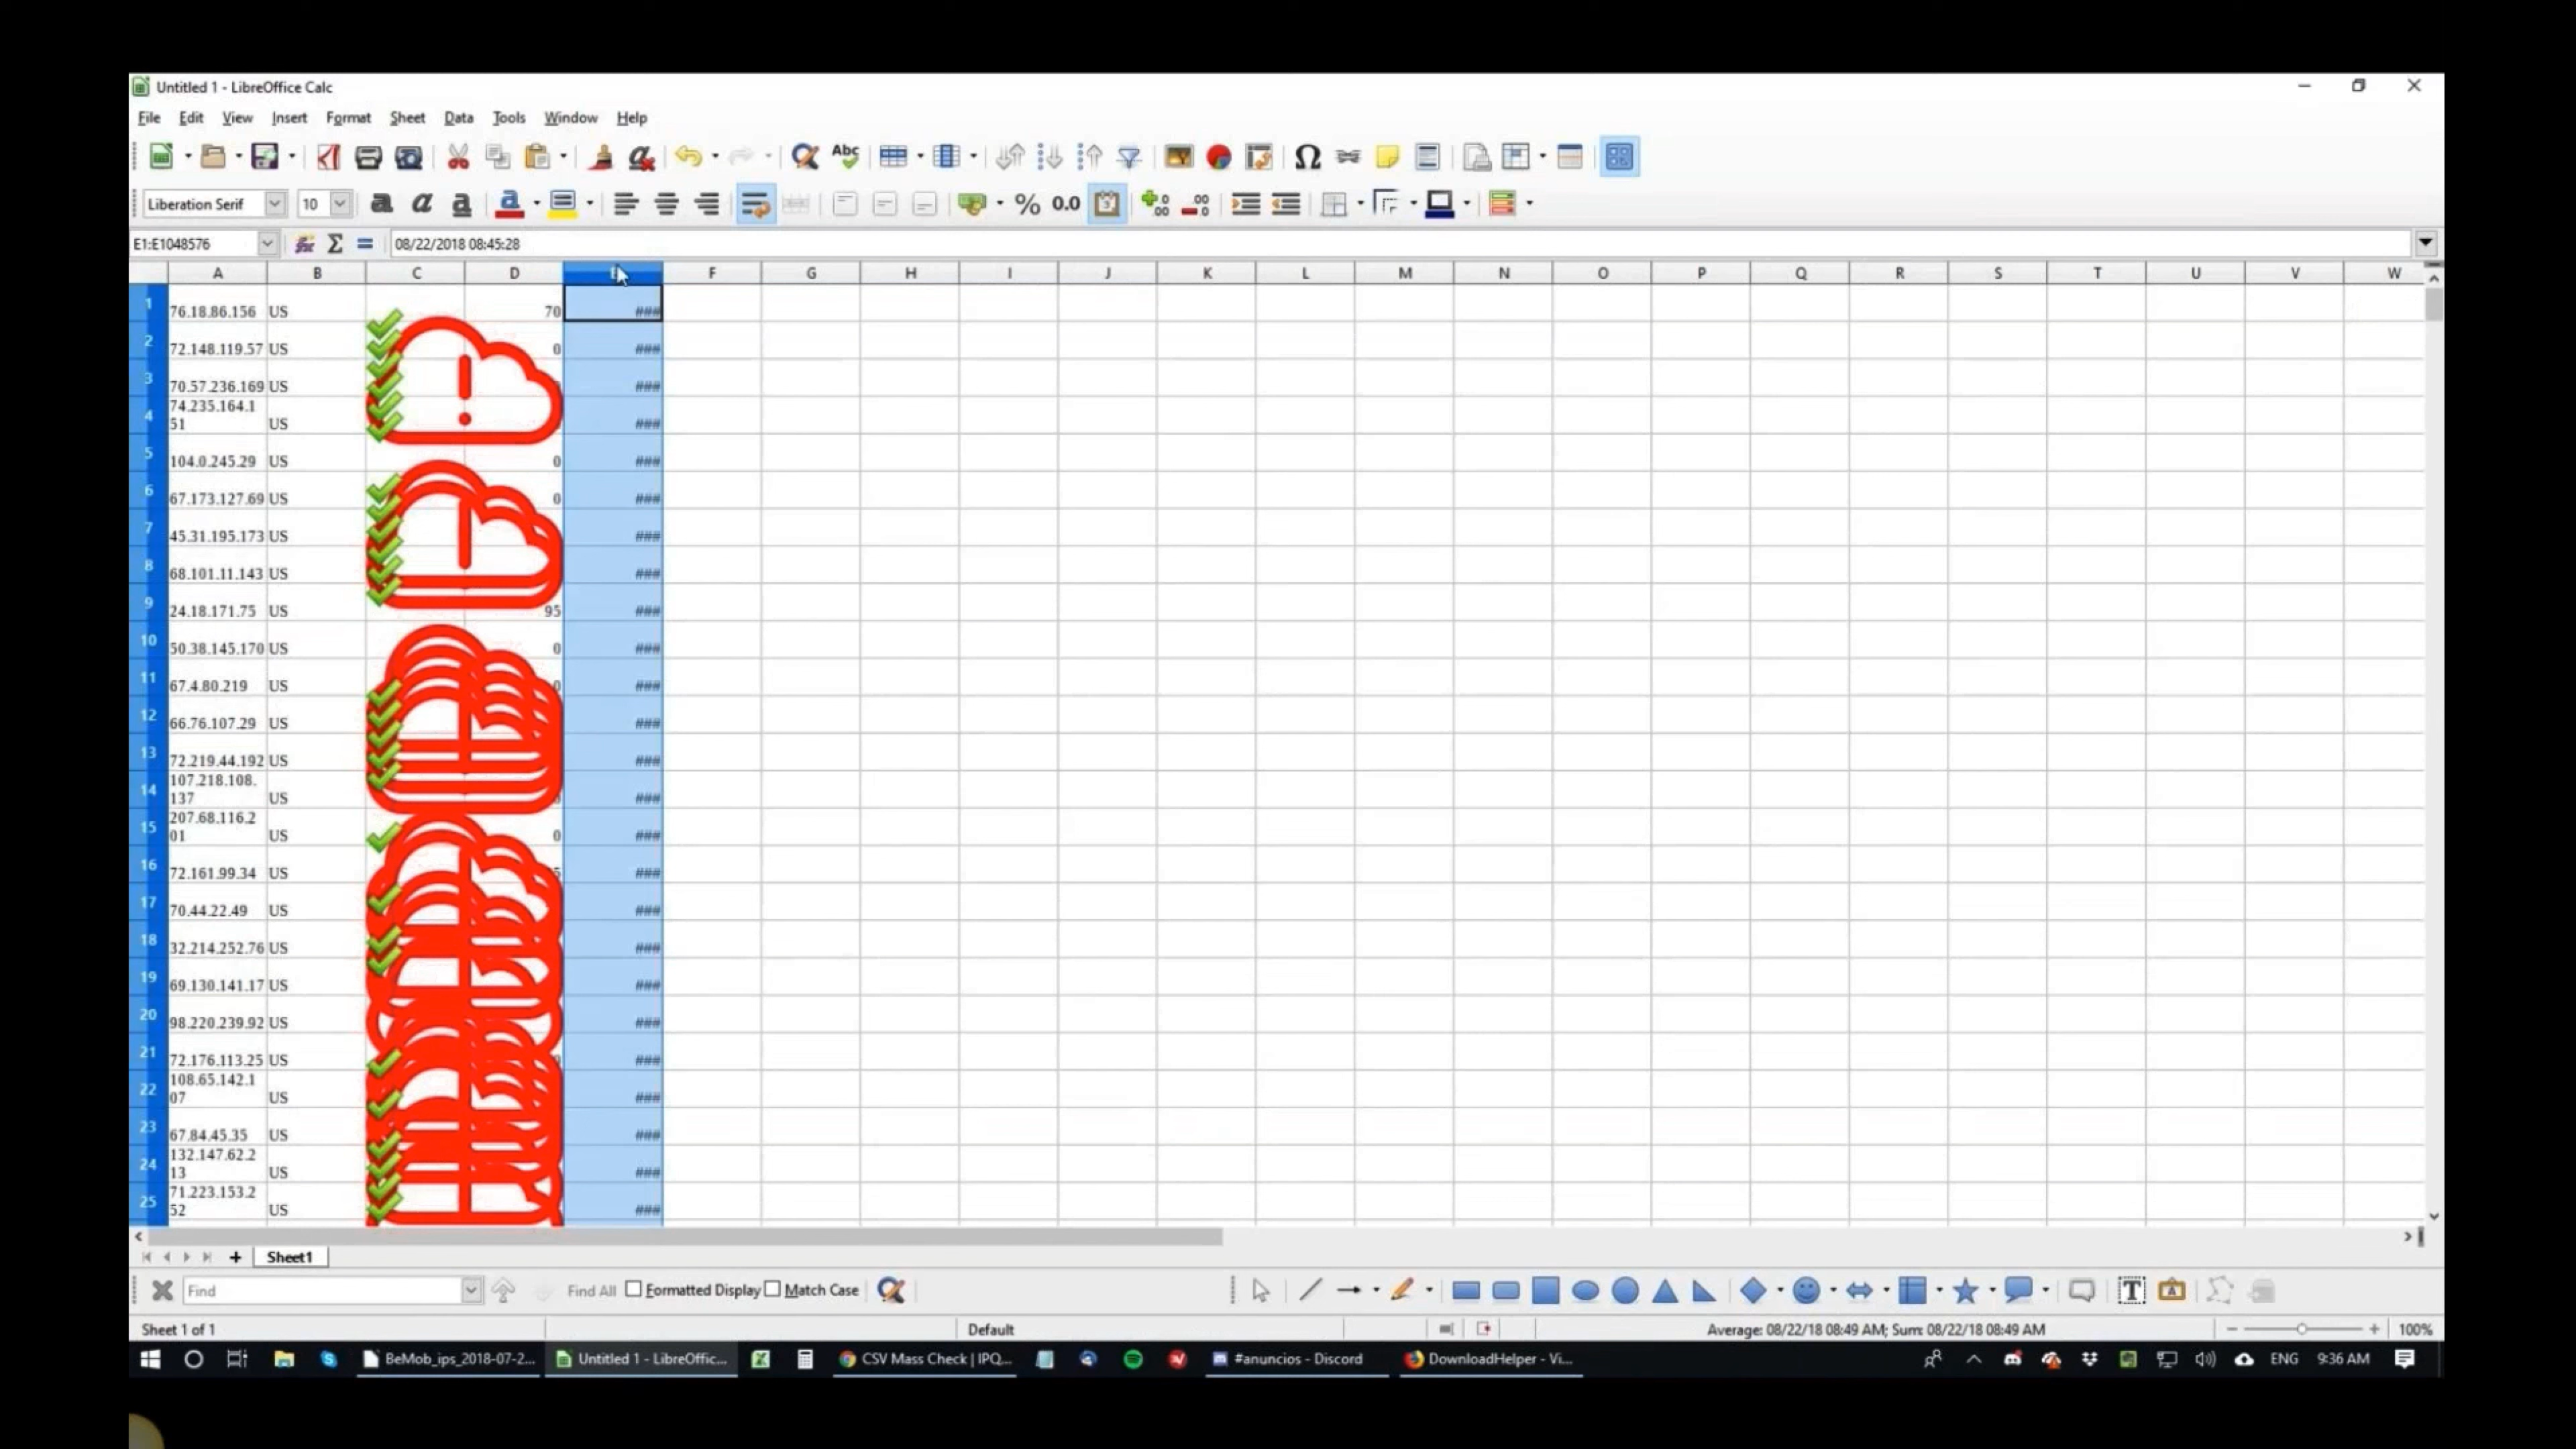 Untitled 1 - LibreOffice Calc
File Edit View Insert Format Sheet Data Tools Window Help
Abc
Liberation Serif 10 a a a a % 0.0
E1:E1048576 Σ = 08/22/2018 08:45:28
A B C D E F G H I J K L M N O P Q R S T U V W
1 76.18.86.156 US 70 ###
2 72.148.119.57 US 0 ###
3 70.57.236.169 US ###
4 74.235.164.1
51 US ###
5 104.0.245.29 US 0 ###
6 67.173.127.69 US 0 ###
7 45.31.195.173 US ###
8 68.101.11.143 US ###
9 24.18.171.75 US 95 ###
10 50.38.145.170 US 0 ###
11 67.4.80.219 US 0 ###
12 66.76.107.29 US ###
13 72.219.44.192 US ###
14 107.218.108.
137 US ###
15 207.68.116.2
01 US 0 ###
16 72.161.99.34 US ###
17 70.44.22.49 US ###
18 32.214.252.76 US ###
19 69.130.141.17 US ###
20 98.220.239.92 US ###
21 72.176.113.25 US ###
22 108.65.142.1
07 US ###
23 67.84.45.35 US ###
24 132.147.62.2
13 US ###
25 71.223.153.2
52 US ###
Sheet1
Find Find All Formatted Display Match Case
Sheet 1 of 1 Default Average: 08/22/18 08:49 AM; Sum: 08/22/18 08:49 AM 100%
BeMob_ips_2018-07-2... Untitled 1 - LibreOffic... CSV Mass Check | IPQ... #anuncios - Discord DownloadHelper - Vi... ENG 9:36 AM